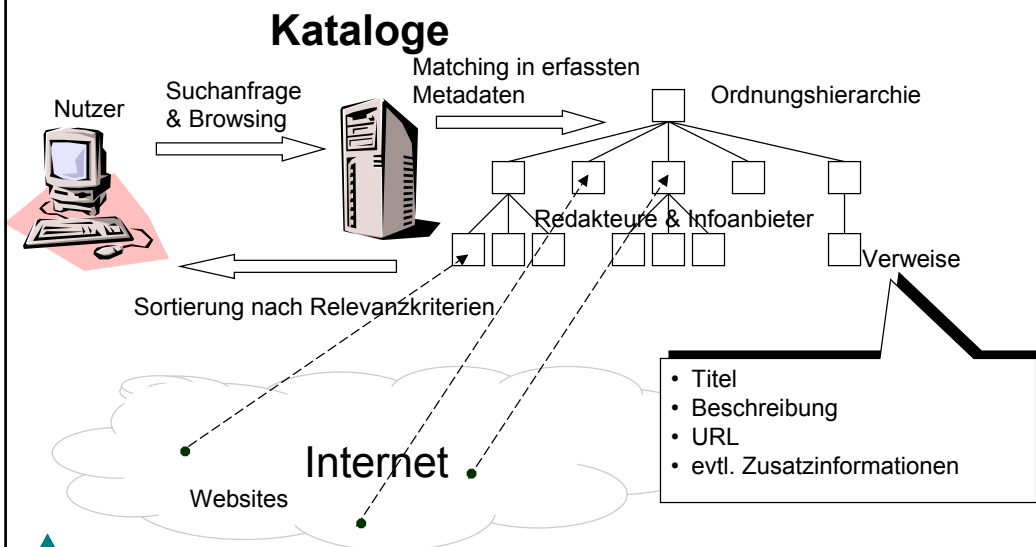 Kataloge
Nutzer
Suchanfrage
& Browsing
Matching in erfassten
Metadaten
Ordnungshierarchie
Redakteure & Infoanbieter
Verweise
Sortierung nach Relevanzkriterien
• Titel
• Beschreibung
• URL
• evtl. Zusatzinformationen
Internet
Websites